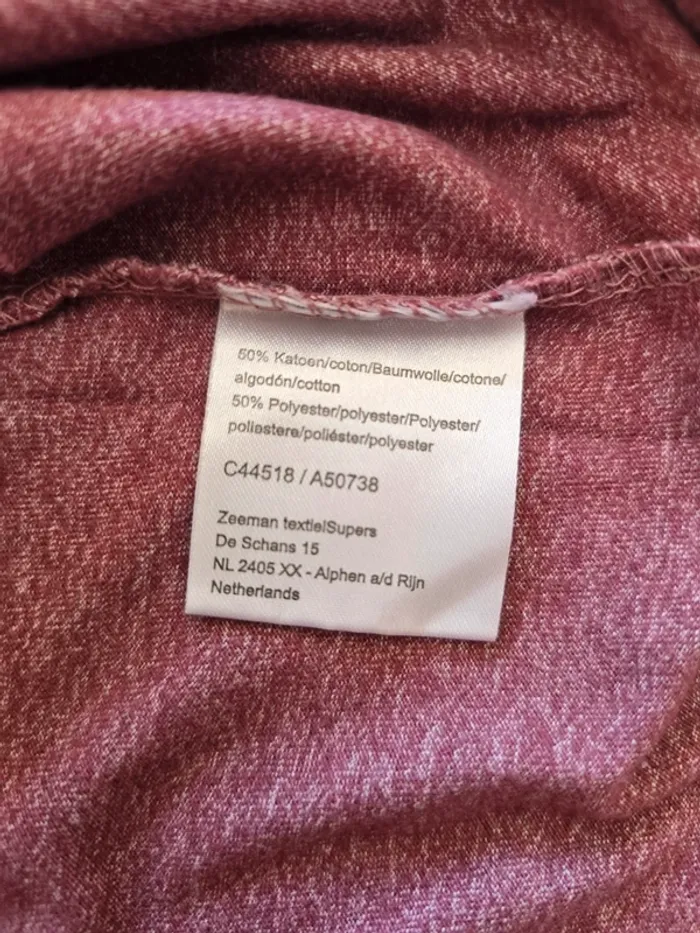 50% Katoen/coton/Baumwolle/cotone/
algodón/cotton
50% Polyester/polyester/Polyester/
poliestere/poliéster/polyester
C44518 / A50738
Zeeman textielSupers
De Schans 15
NL 2405 XX - Alphen a/d Rijn
Netherlands